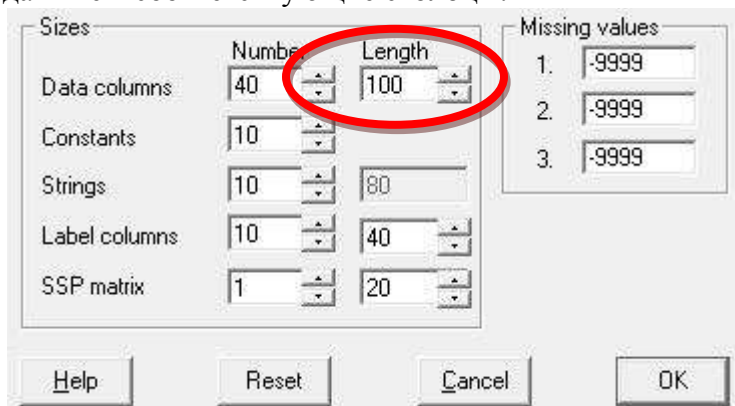 Sizes
Missing values
Number Length
Data columns 40 100
Constants 10
Strings 10 80
Label columns 10 40
SSP matrix 1 20
1. -9999
2. -9999
3. -9999
Help Reset Cancel OK